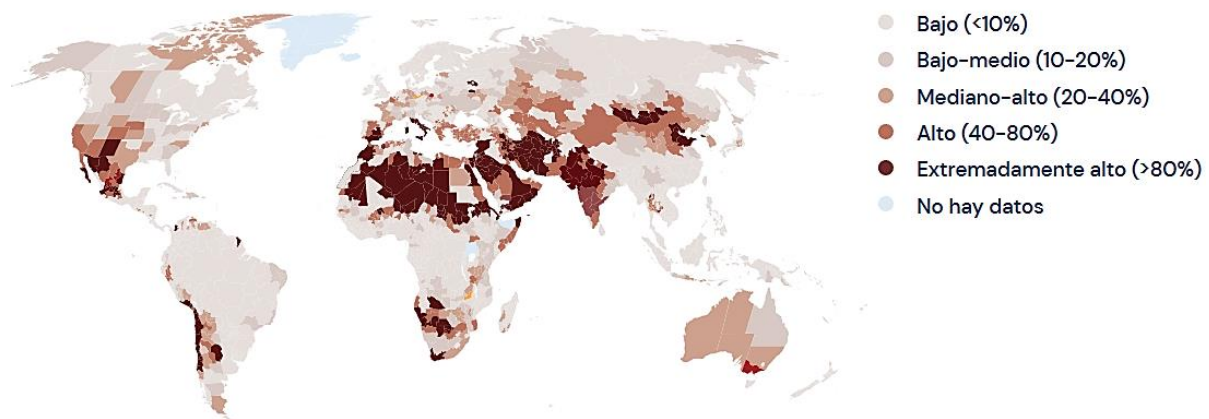 Bajo (<10%)
Bajo-medio (10-20%)
Mediano-alto (20-40%)
Alto (40-80%)
Extremadamente alto (>80%)
No hay datos